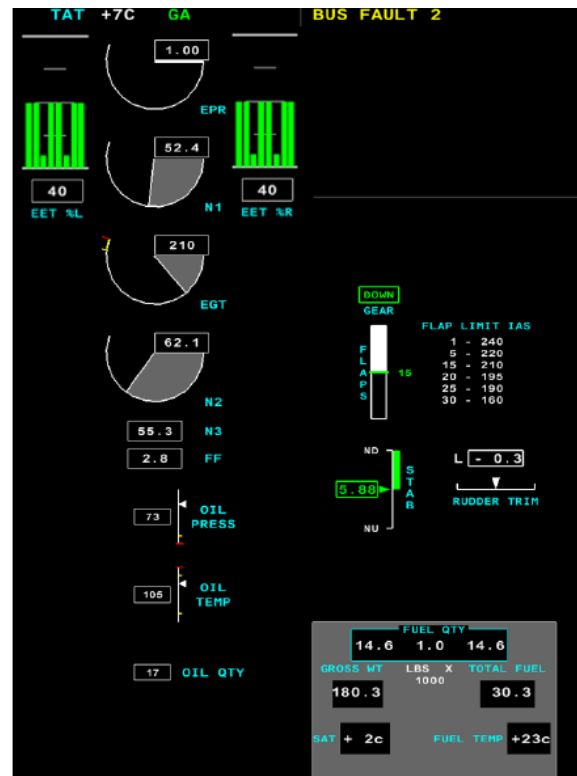 TAT +7C GA
BUS FAULT 2
1.00
EPR
52.4
N1
40
EET %L
40
EET %R
210
EGT
62.1
N2
55.3 N3
2.8 FF
73 OIL PRESS
105 OIL TEMP
17 OIL QTY
DOWN
GEAR
FLAPS
15
FLAP LIMIT IAS
1 - 240
5 - 220
15 - 210
20 - 195
25 - 190
30 - 160
ND
5.88
STAB
NU
L - 0.3
RUDDER TRIM
FUEL QTY
14.6 1.0 14.6
GROSS WT LBS X TOTAL FUEL
1000
180.3 30.3
SAT + 2c FUEL TEMP +23c